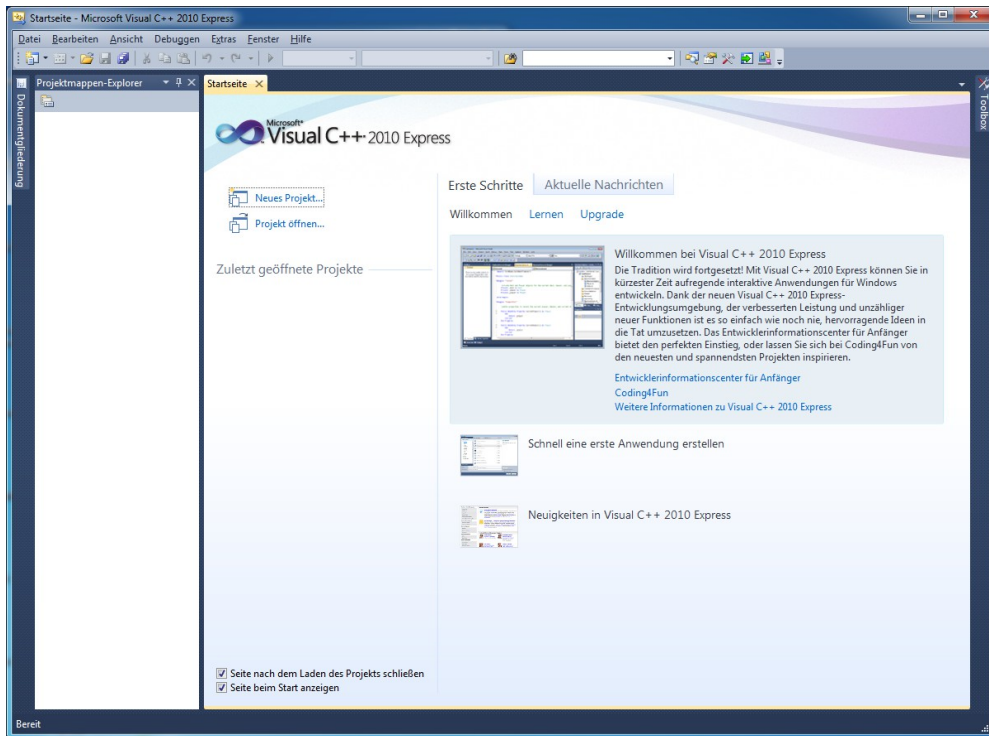 Startseite - Microsoft Visual C++ 2010 Express
Datei Bearbeiten Ansicht Debuggen Extras Fenster Hilfe
Projektmappen-Explorer
Startseite
Dokumentgliederung
Toolbox
Microsoft®
Visual C++ 2010 Express
Neues Projekt...
Projekt öffnen...
Zuletzt geöffnete Projekte
Erste Schritte Aktuelle Nachrichten
Willkommen Lernen Upgrade
Willkommen bei Visual C++ 2010 Express
Die Tradition wird fortgesetzt! Mit Visual C++ 2010 Express können Sie in
kürzester Zeit aufregende interaktive Anwendungen für Windows
entwickeln. Dank der neuen Visual C++ 2010 Express-
Entwicklungsumgebung, der verbesserten Leistung und unzähliger
neuer Funktionen ist es so einfach wie noch nie, hervorragende Ideen in
die Tat umzusetzen. Das Entwicklerinformationscenter für Anfänger
bietet den perfekten Einstieg, oder lassen Sie sich bei Coding4Fun von
den neuesten und spannendsten Projekten inspirieren.
Entwicklerinformationscenter für Anfänger
Coding4Fun
Weitere Informationen zu Visual C++ 2010 Express
Schnell eine erste Anwendung erstellen
Neuigkeiten in Visual C++ 2010 Express
Seite nach dem Laden des Projekts schließen
Seite beim Start anzeigen
Bereit